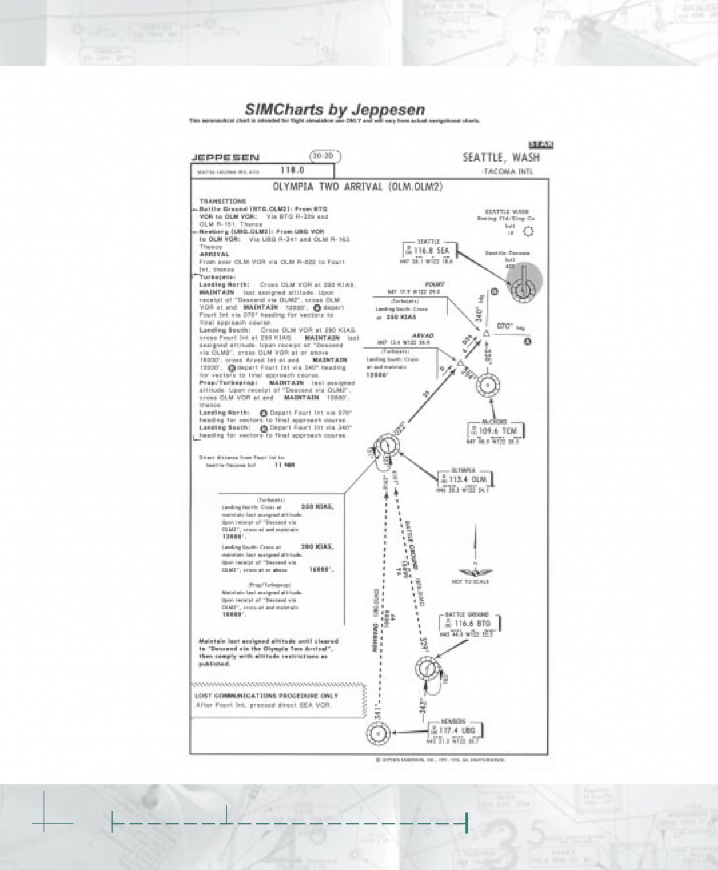 SIMCharts by Jeppesen
This aeronautical chart is intended for flight simulation use ONLY and will vary from actual navigational charts.
STAR
JEPPESEN
20-20
SEATTLE, WASH
118.0
-TACOMA INTL
OLYMPIA TWO ARRIVAL (OLM.OLM2)
TRANSITIONS
Battle Ground (BTG.OLM2): From BTG
VOR to OLM VOR: Via BTG R-329 and
OLM R-151. Thence
Newberg (UBG.OLM2): From UBG VOR
to OLM VOR: Via UBG R-341 and OLM R-163.
Thence
ARRIVAL
From over OLM VOR via OLM R-022 to Fourt
Int, thence
Turbojets:
Landing North: Cross OLM VOR at 250 KIAS.
MAINTAIN last assigned altitude. Upon
receipt of "Descend via OLM2", cross OLM
VOR at and MAINTAIN 12000'. A depart
Fourt Int via 070° heading for vectors to
final approach course.
Landing South: Cross OLM VOR at 280 KIAS,
cross Fourt Int at 250 KIAS. MAINTAIN last
assigned altitude. Upon receipt of "Descend
via OLM2", cross OLM VOR at or above
16000', cross Arvad Int at and MAINTAIN
12000'. B depart Fourt Int via 340° heading
for vectors to final approach course.
Prop/Turboprop: MAINTAIN last assigned
altitude. Upon receipt of "Descend via OLM2",
cross OLM VOR at and MAINTAIN 10000',
thence
Landing North: A Depart Fourt Int via 070°
heading for vectors to final approach course.
Landing South: B Depart Fourt Int via 340°
heading for vectors to final approach course.
Direct distance from Fourt Int to:
Seattle-Tacoma Intl 11 NM
(Turbojets)
Landing North: Cross at 250 KIAS,
maintain last assigned altitude.
Upon receipt of "Descend via
OLM2", cross at and maintain
12000'.
Landing South: Cross at 280 KIAS,
maintain last assigned altitude.
Upon receipt of "Descend via
OLM2", cross at or above 16000'.
(Prop/Turboprop)
Maintain last assigned altitude.
Upon receipt of "Descend via
OLM2", cross at and maintain
10000'.
Maintain last assigned altitude until cleared
to "Descend via the Olympia Two Arrival",
then comply with altitude restrictions as
published.
LOST COMMUNICATIONS PROCEDURE ONLY
After Fourt Int, proceed direct SEA VOR.
SEATTLE WASH
Boeing Fld/King Co
Intl
SEATTLE
116.8 SEA
Seattle-Tacoma
Intl
FOURT
(Turbojets)
Landing South: Cross
at 250 KIAS
ARVAD
(Turbojets)
Landing South: Cross
at and maintain
12000'
340° hdg
B
070° hdg
A
McCHORD
109.6 TCM
022°
OLYMPIA
113.4 OLM
NOT TO SCALE
BATTLE GROUND
BATTLE GROUND
116.6 BTG
329°
NEWBERG
341°
343°
NEWBERG
117.4 UBG